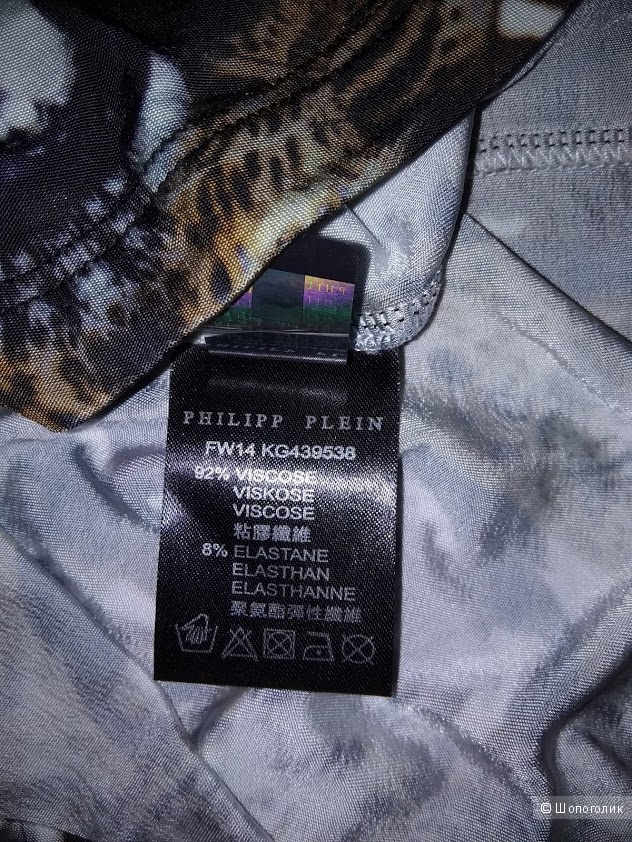 PHILIPP PLEIN
FW14 KG439538
92% VISCOSE
VISKOSE
VISCOSE
粘膠纖維
8% ELASTANE
ELASTHAN
ELASTHANNE
聚氨酯彈性纖維
© Шопоголик